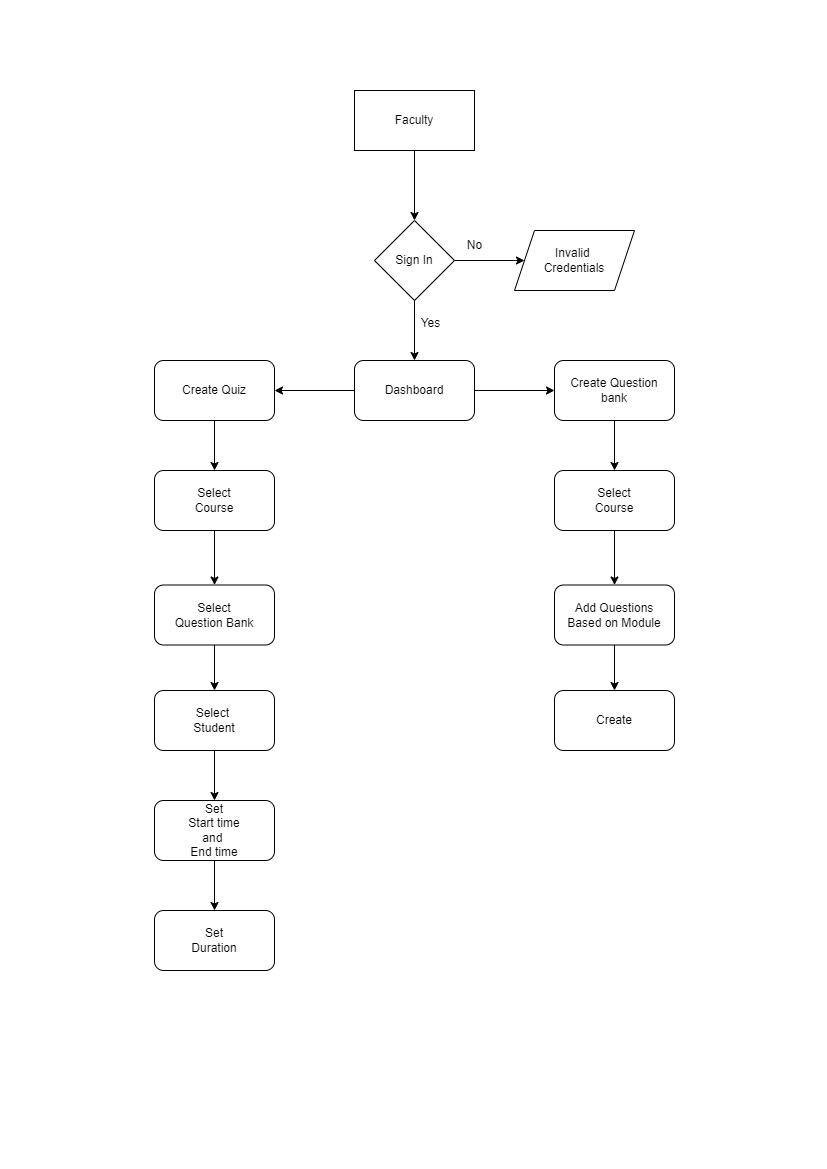 Faculty
Sign In
No
Invalid
Credentials
Yes
Create Quiz
Dashboard
Create Question
bank
Select
Course
Select
Course
Select
Question Bank
Add Questions
Based on Module
Select
Student
Create
Set
Start time
and
End time
Set
Duration